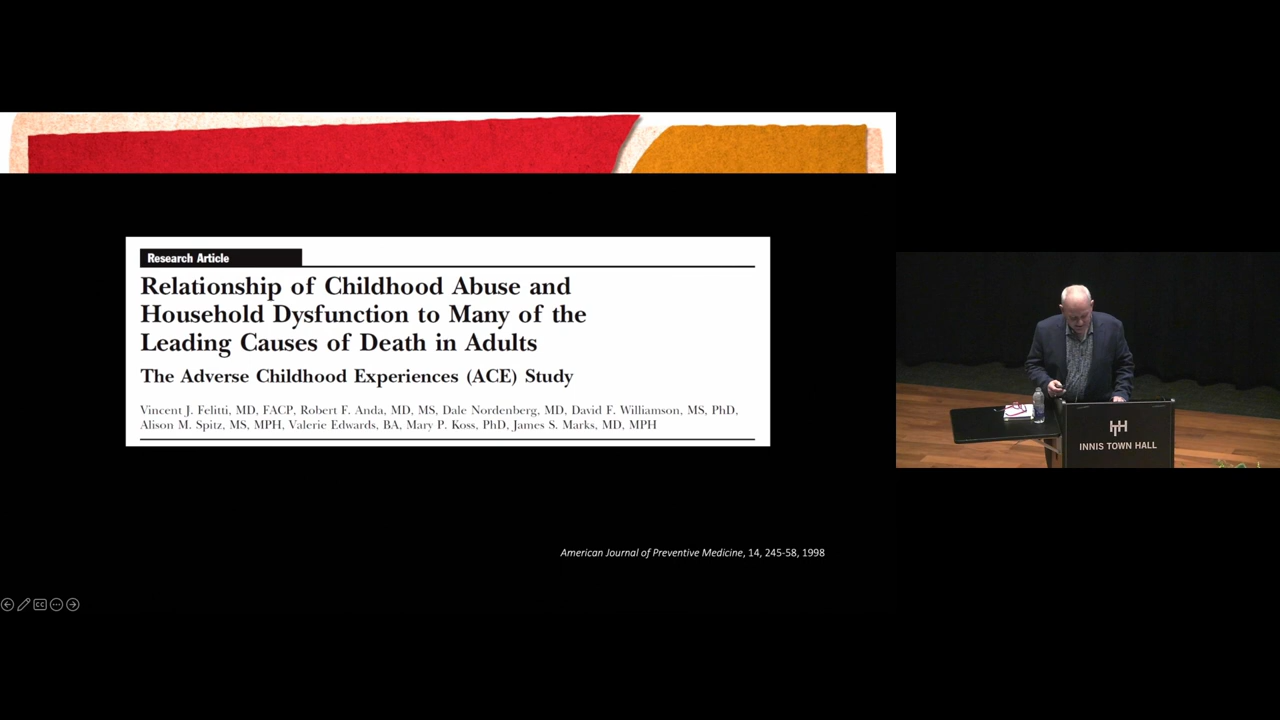 Research Article
Relationship of Childhood Abuse and
Household Dysfunction to Many of the
Leading Causes of Death in Adults
The Adverse Childhood Experiences (ACE) Study
Vincent J. Felitti, MD, FACP, Robert F. Anda, MD, MS, Dale Nordenberg, MD, David F. Williamson, MS, PhD,
Alison M. Spitz, MS, MPH, Valerie Edwards, BA, Mary P. Koss, PhD, James S. Marks, MD, MPH
American Journal of Preventive Medicine, 14, 245-58, 1998
CC
ITH
INNIS TOWN HALL